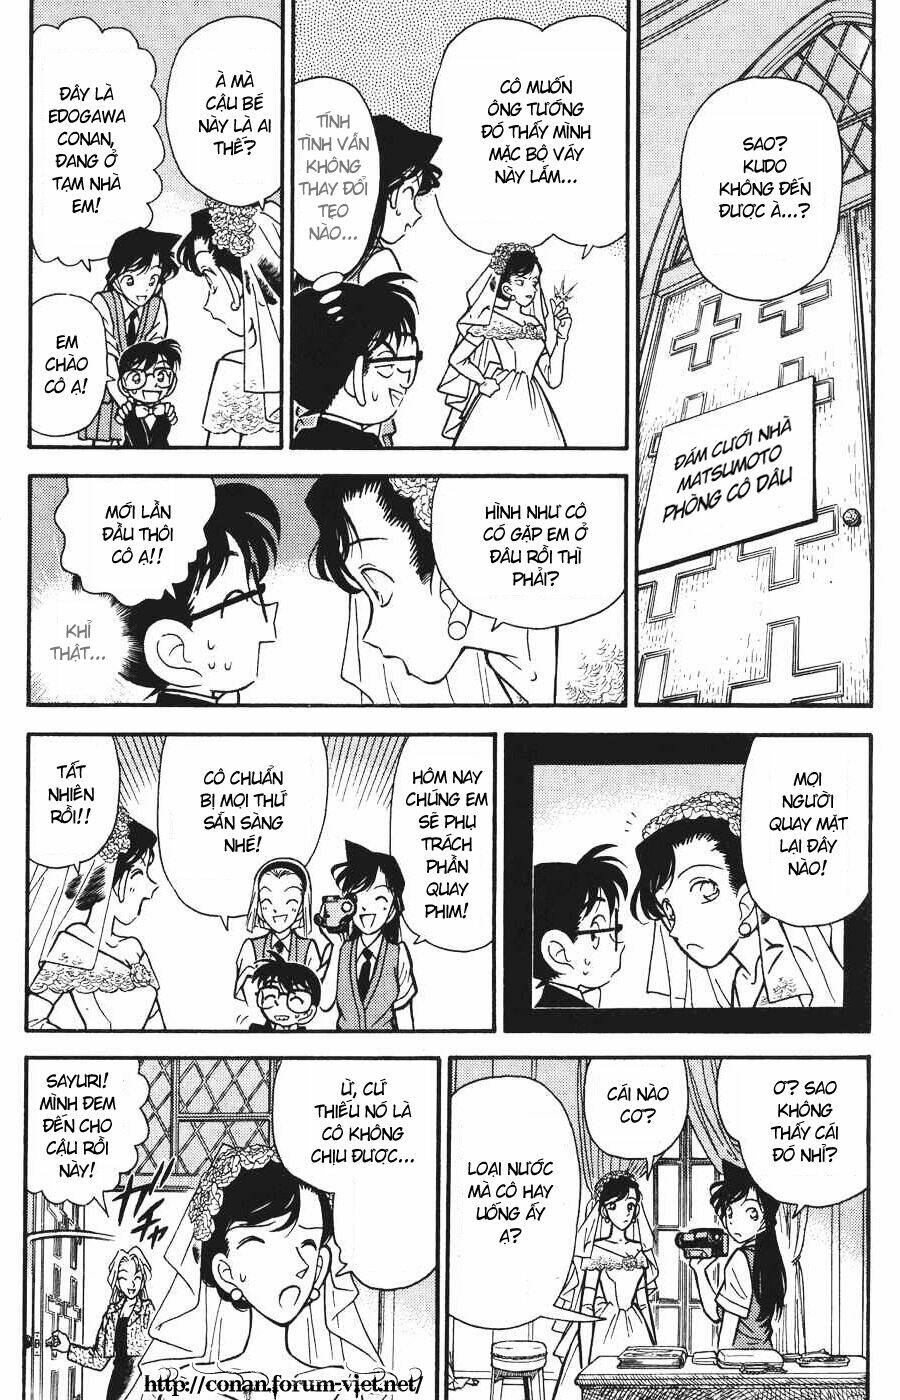 SAO?
KUDO
KHÔNG ĐẾN
ĐƯỢC À...?
ĐÁM CƯỚI NHÀ
MATSUMOTO
PHÒNG CÔ DÂU
CÔ MUỐN
ÔNG TƯỚNG
ĐÓ THẤY MÌNH
MẶC BỘ VÁY
NÀY LẮM...
TÍNH
TÌNH VẪN
KHÔNG
THAY ĐỔI
TẸO
NÀO...
À MÀ
CẬU BÉ
NÀY LÀ AI
THẾ?
ĐÂY LÀ
EDOGAWA
CONAN,
ĐANG Ở
TẠM NHÀ
EM!
EM
CHÀO
CÔ Ạ!
HÌNH NHƯ CÔ
CÓ GẶP EM Ở
ĐÂU RỒI THÌ
PHẢI?
MỚI LẦN
ĐẦU THÔI
CÔ Ạ!!
KHỈ
THẬT...
MỌI
NGƯỜI
QUAY MẶT
LẠI ĐÂY
NÀO!
HÔM NAY
CHÚNG EM
SẼ PHỤ
TRÁCH
PHẦN
QUAY
PHIM!
CÔ CHUẨN
BỊ MỌI THỨ
SẴN SÀNG
NHÉ!
TẤT
NHIÊN
RỒI!!
Ơ? SAO
KHÔNG
THẤY CÁI
ĐÓ NHỈ?
CÁI NÀO
CƠ?
LOẠI NƯỚC
MÀ CÔ HAY
UỐNG ẤY
Ạ?
Ừ, CỨ
THIẾU NÓ LÀ
CÔ KHÔNG
CHỊU ĐƯỢC...
SAYURI!
MÌNH ĐEM
ĐẾN CHO
CẬU RỒI
NÀY!
ガチャ
http://conan.forum-viet.net/